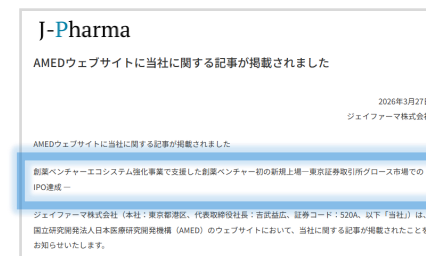 J-Pharma
AMEDウェブサイトに当社に関する記事が掲載されました
2026年3月27日
ジェイファーマ株式会社
AMEDウェブサイトに当社に関する記事が掲載されました
創薬ベンチャーエコシステム強化事業で支援した創薬ベンチャー初の新規上場―東京証券取引所グロース市場での
IPO達成 ―
ジェイファーマ株式会社（本社：東京都港区、代表取締役社長：吉武益広、証券コード：520A、以下「当社」）は、
国立研究開発法人日本医療研究開発機構（AMED）のウェブサイトにおいて、当社に関する記事が掲載されたことを
お知らせいたします。